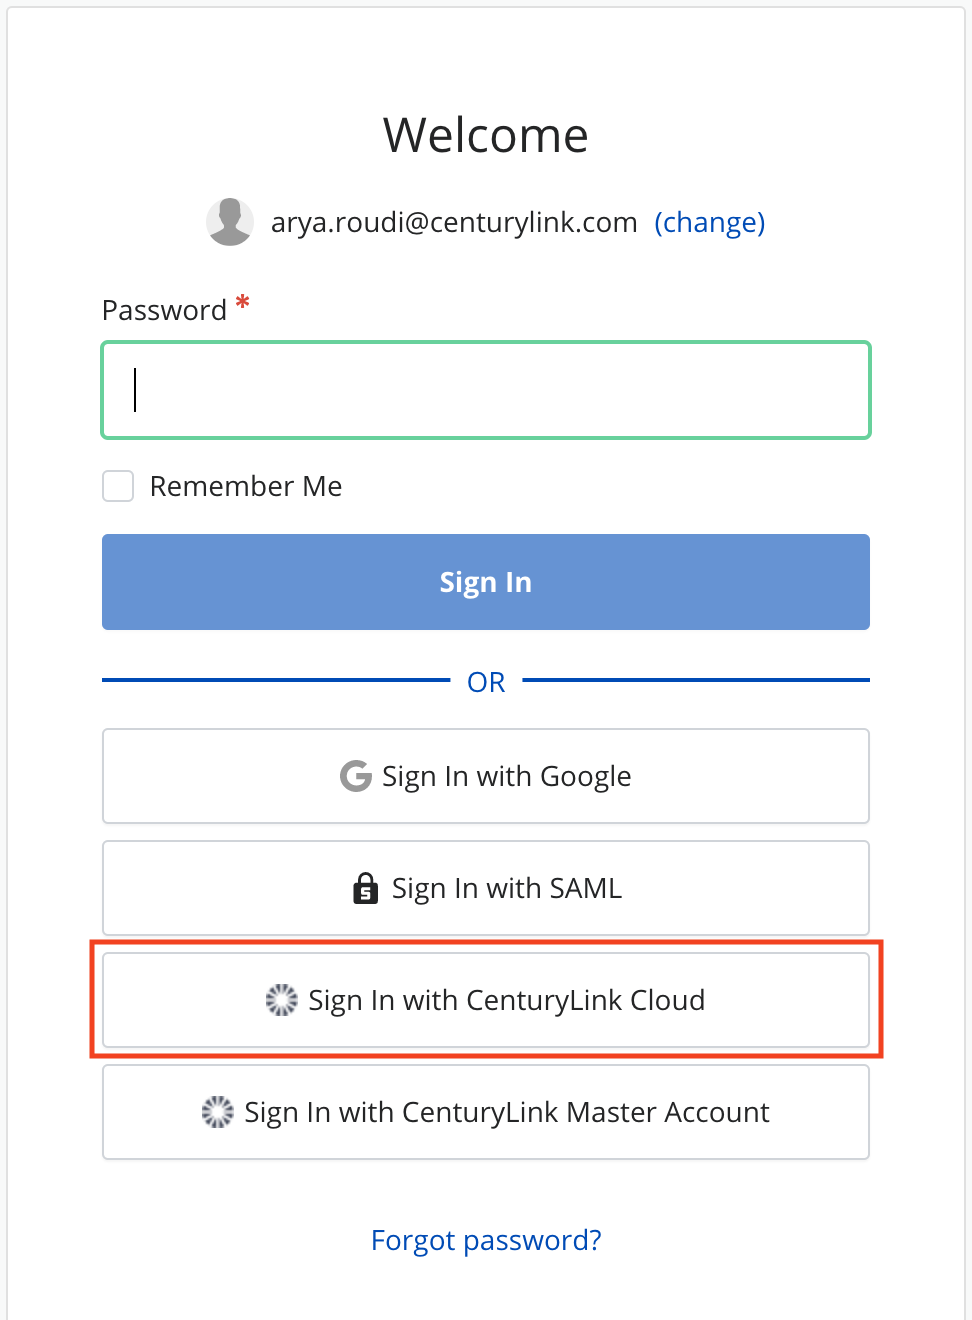 Welcome
arya.roudi@centurylink.com (change)
Password *
Remember Me
Sign In
OR
Sign In with Google
Sign In with SAML
Sign In with CenturyLink Cloud
Sign In with CenturyLink Master Account
Forgot password?